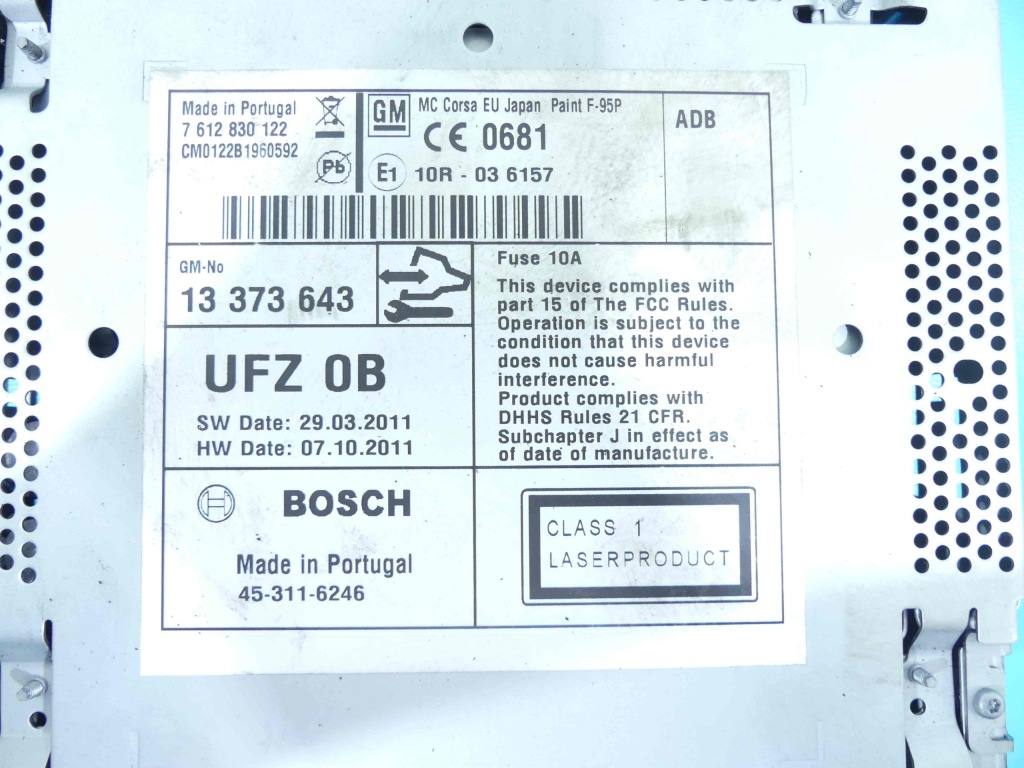 Made in Portugal
7 612 830 122
CM0122B1960592
Pb
GM
MC Corsa EU Japan Paint F-95P
CE 0681
E1 10R - 03 6157
ADB
GM-No
13 373 643
UFZ 0B
SW Date: 29.03.2011
HW Date: 07.10.2011
Fuse 10A
This device complies with
part 15 of The FCC Rules.
Operation is subject to the
condition that this device
does not cause harmful
interference.
Product complies with
DHHS Rules 21 CFR.
Subchapter J in effect as
of date of manufacture.
BOSCH
Made in Portugal
45-311-6246
CLASS 1
LASERPRODUCT